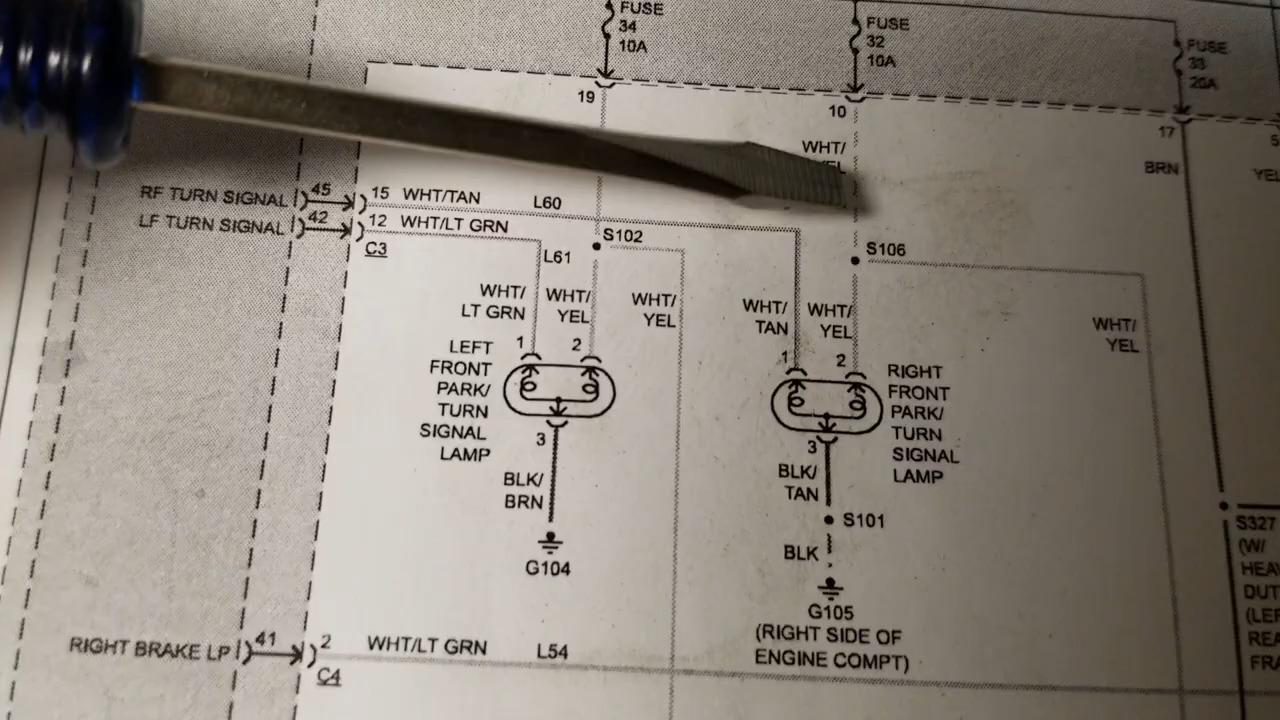 FUSE
34
10A
FUSE
32
10A
FUSE
33
20A
19
10
17
WHT/
BRN
RF TURN SIGNAL 45 15 WHT/TAN L60
LF TURN SIGNAL 42 12 WHT/LT GRN
C3
L61
S102
S106
WHT/
LT GRN
WHT/
YEL
WHT/
YEL
WHT/
TAN
WHT/
YEL
WHT/
YEL
1 2
LEFT
FRONT
PARK/
TURN
SIGNAL
LAMP
1 2
RIGHT
FRONT
PARK/
TURN
SIGNAL
LAMP
3
BLK/
BRN
G104
3
BLK/
TAN
S101
BLK
G105
(RIGHT SIDE OF
ENGINE COMPT)
S327
(W/
RIGHT BRAKE LP 41 2 WHT/LT GRN L54
C4